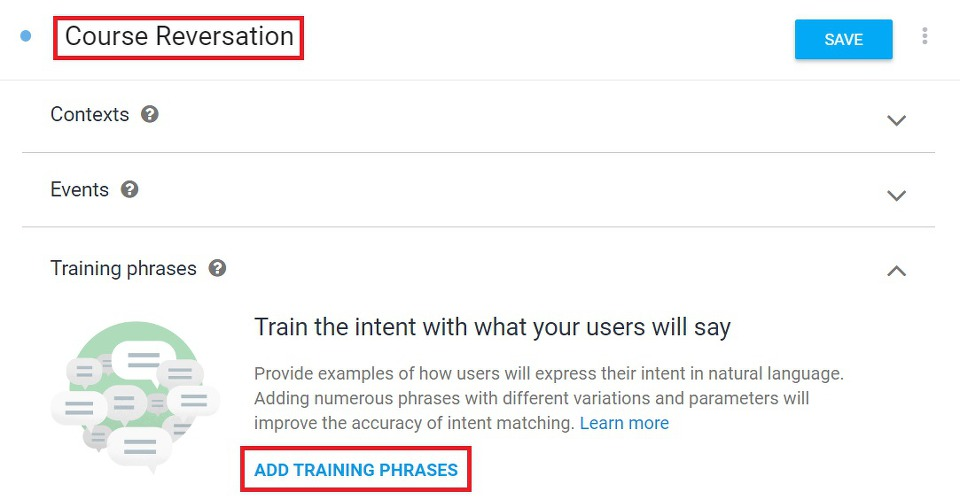 Course Reversation
SAVE
Contexts
Events
Training phrases
Train the intent with what your users will say
Provide examples of how users will express their intent in natural language.
Adding numerous phrases with different variations and parameters will
improve the accuracy of intent matching. Learn more
ADD TRAINING PHRASES